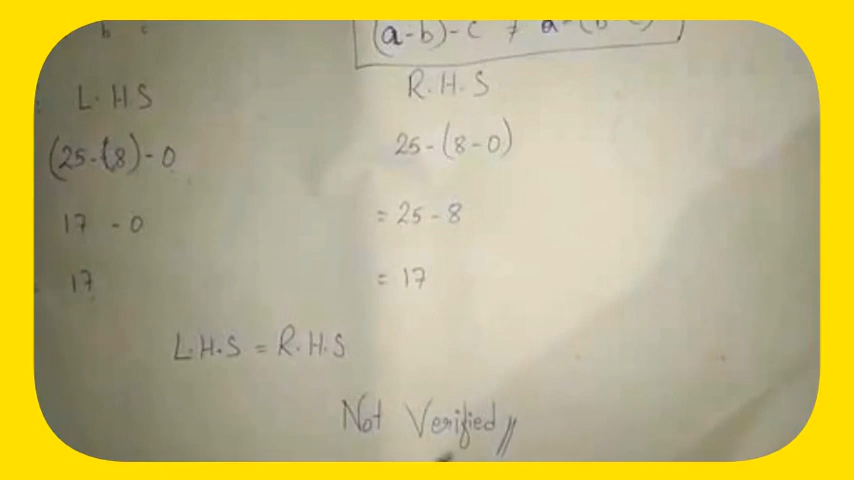 b c
(a-b)-c ≠ a-(b-c)
L.H.S
R.H.S
(25-(8)-0
25-(8-0)
17 -0
= 25-8
= 17
= 17
L.H.S = R.H.S
Not Verified //